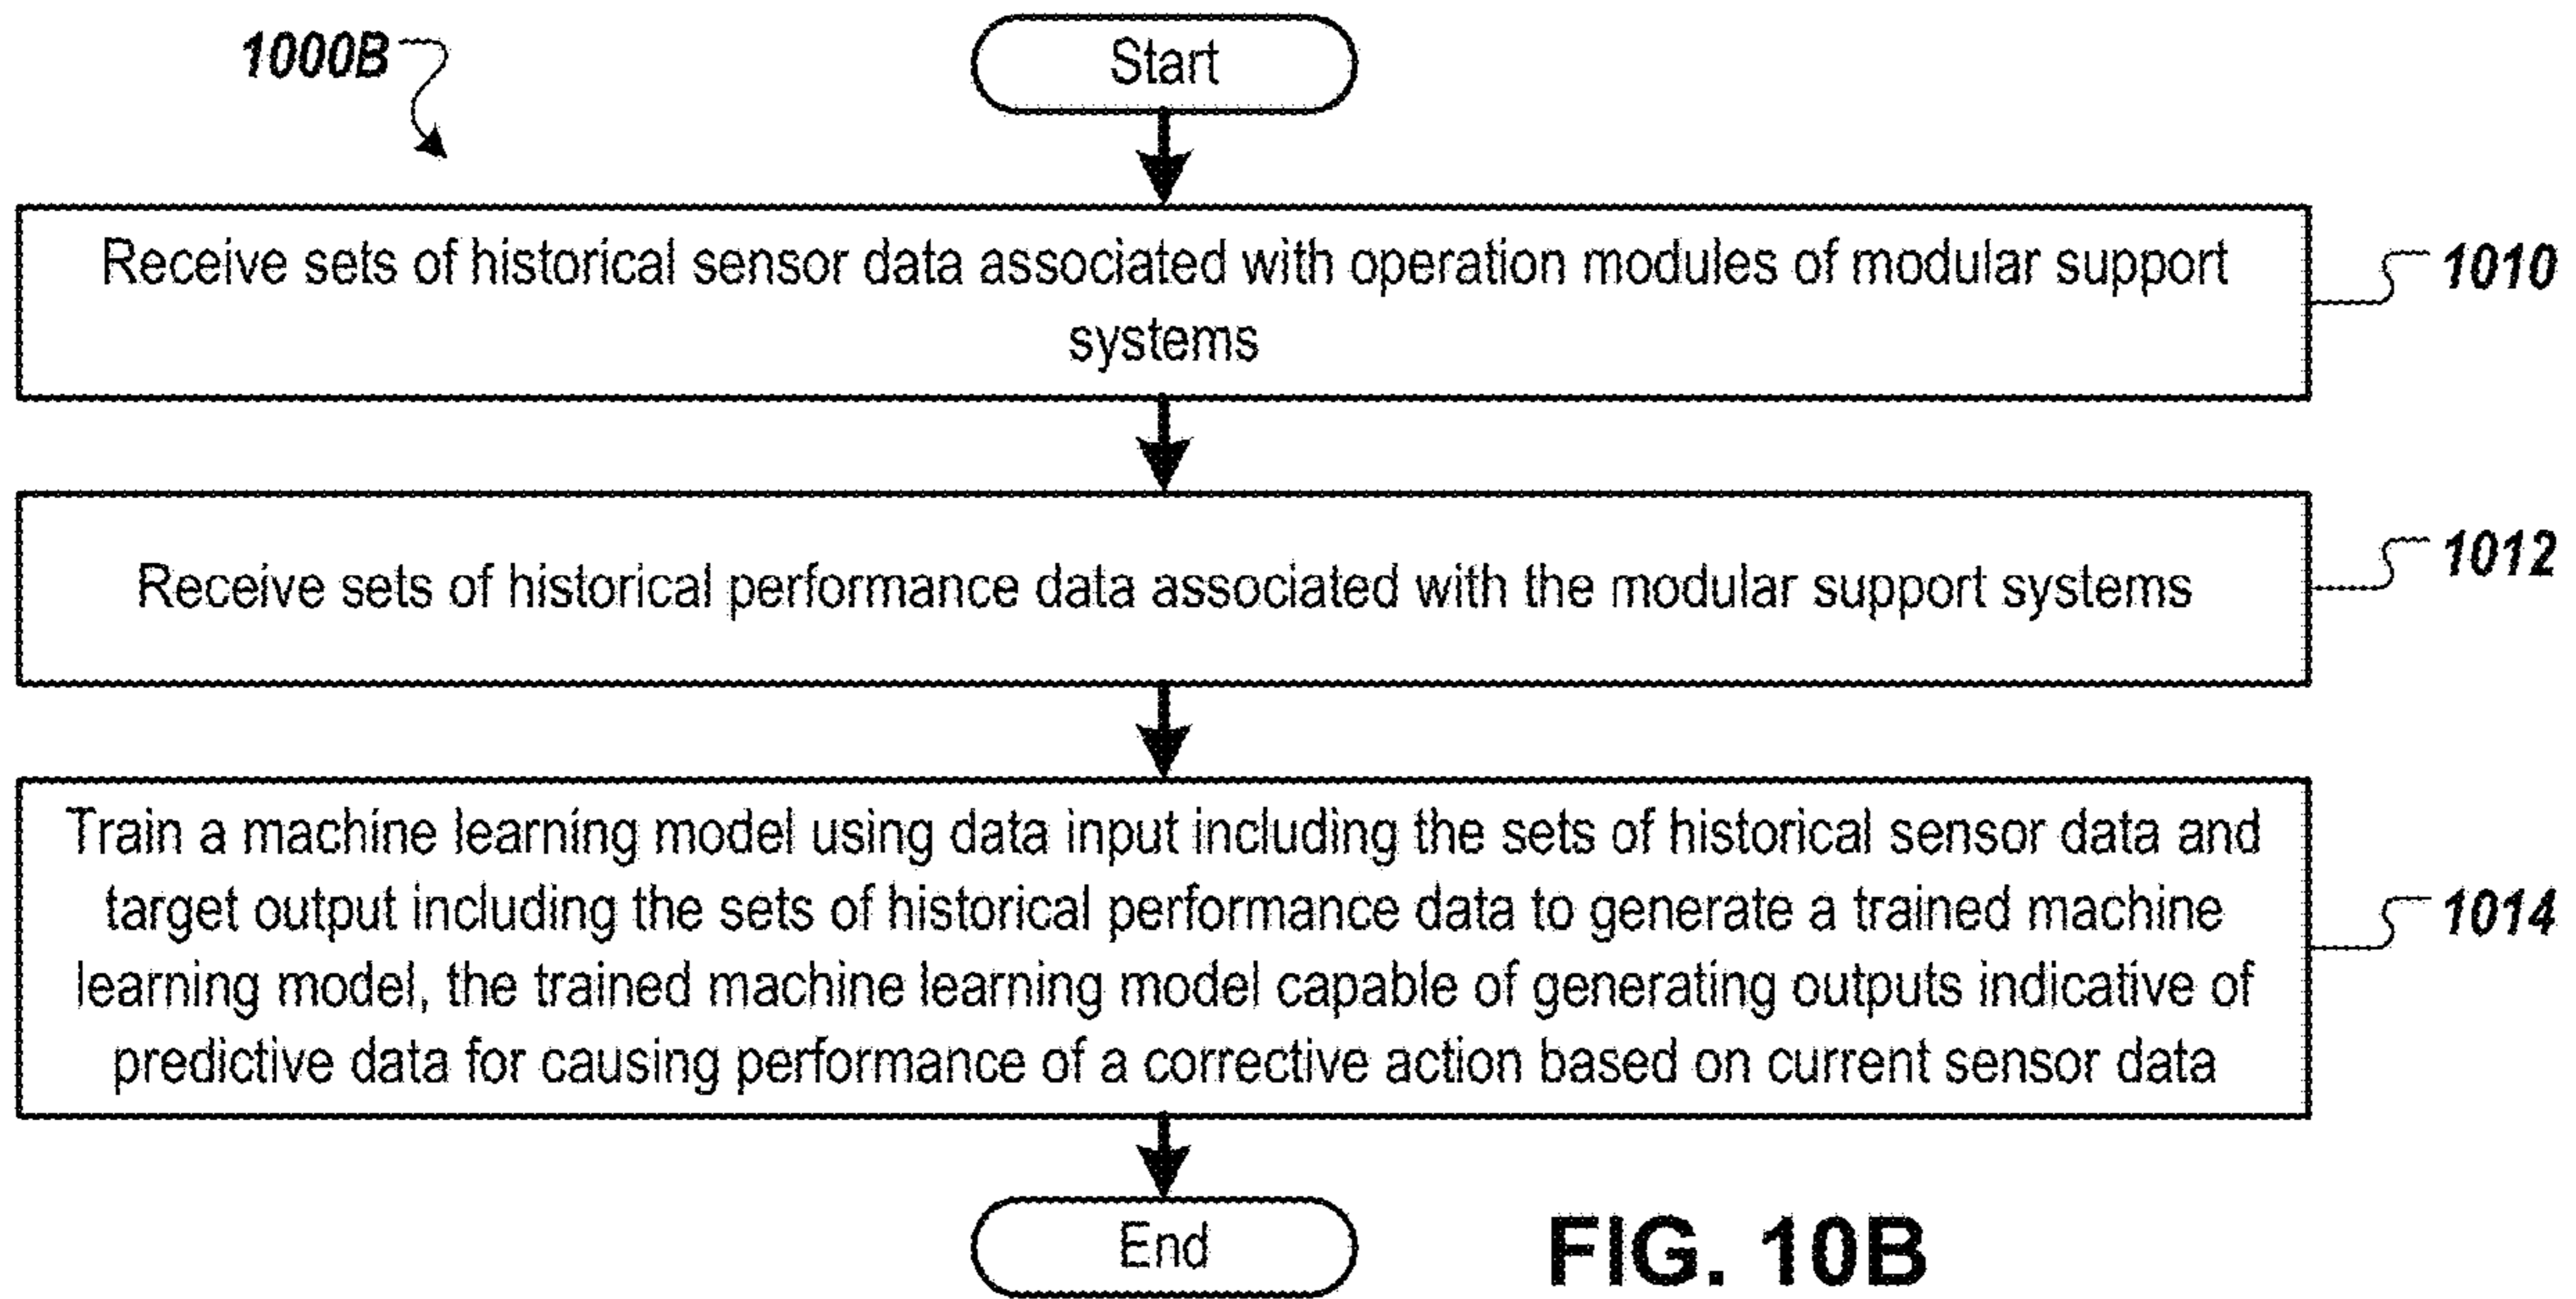 1000B
Start
Receive sets of historical sensor data associated with operation modules of modular support
systems
1010
Receive sets of historical performance data associated with the modular support systems
1012
Train a machine learning model using data input including the sets of historical sensor data and
target output including the sets of historical performance data to generate a trained machine
learning model, the trained machine learning model capable of generating outputs indicative of
predictive data for causing performance of a corrective action based on current sensor data
1014
End
FIG. 10B